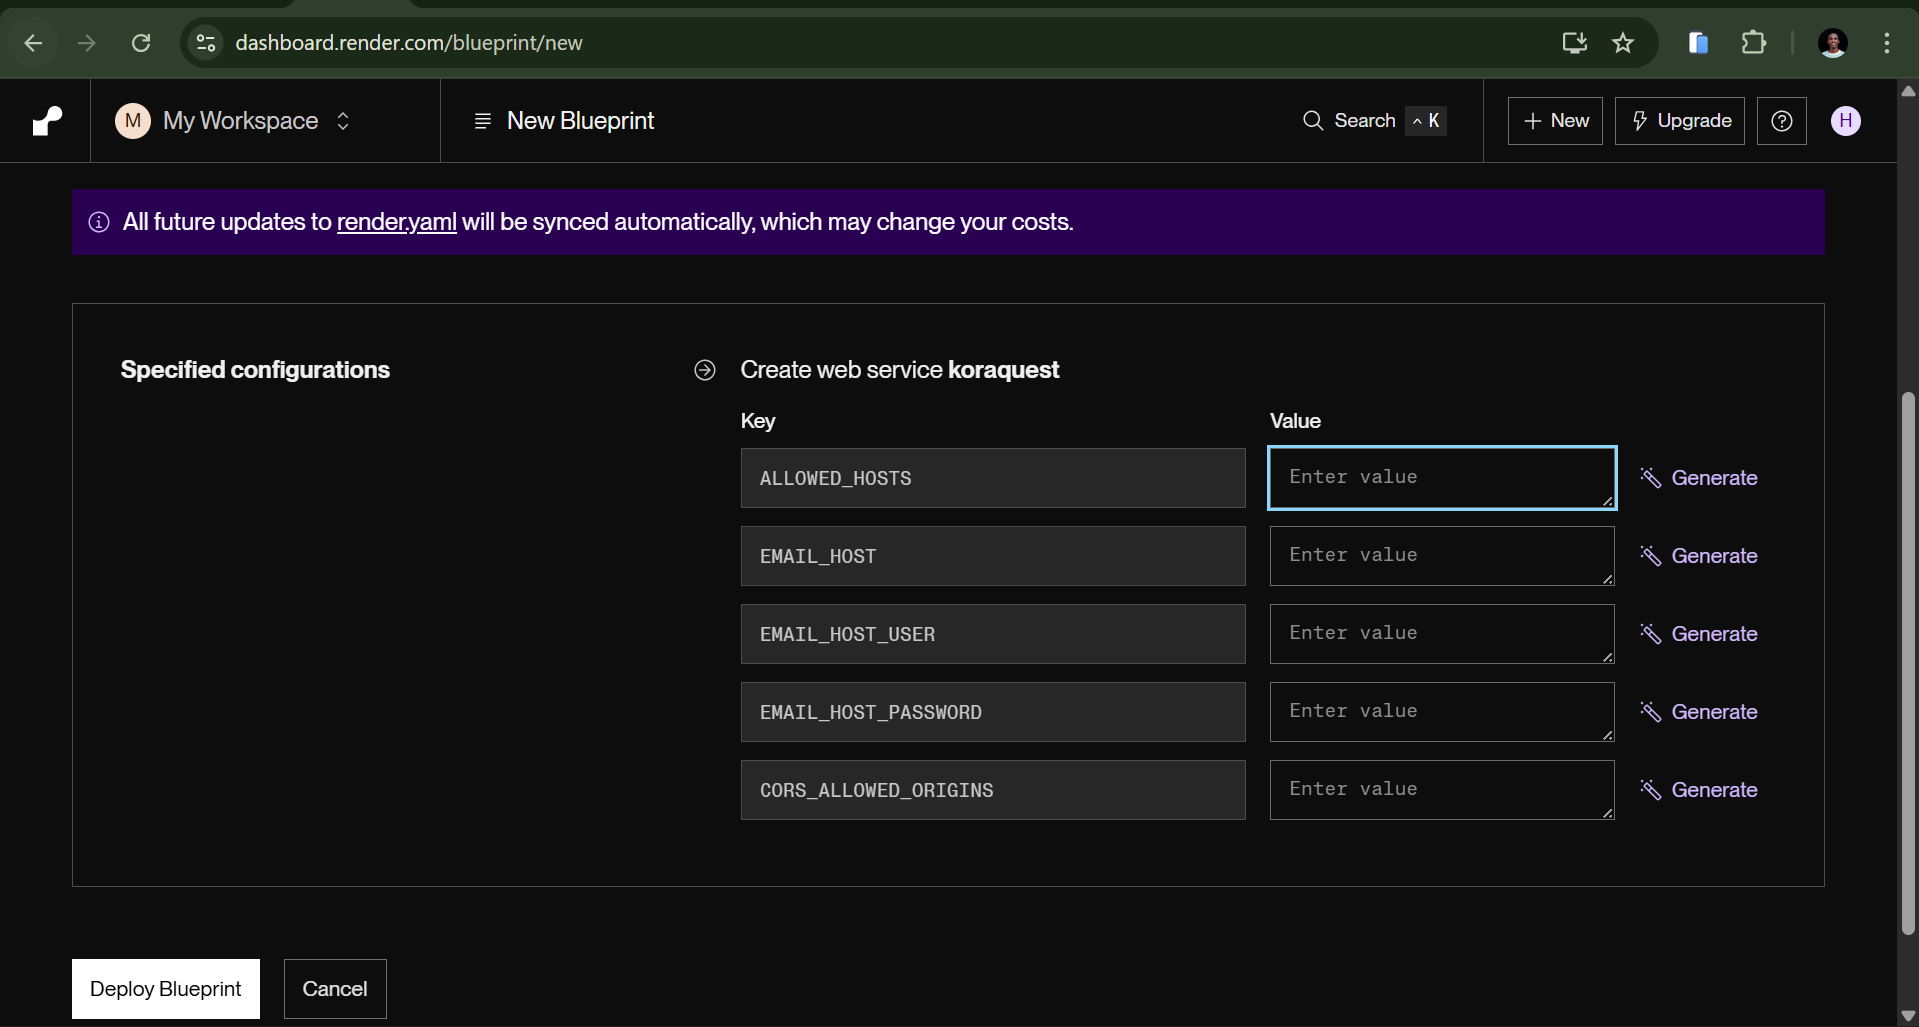 dashboard.render.com/blueprint/new
M My Workspace
New Blueprint
Search ^ K
+ New
Upgrade
H
All future updates to render.yaml will be synced automatically, which may change your costs.
Specified configurations
Create web service koraquest
Key Value
ALLOWED_HOSTS Enter value Generate
EMAIL_HOST Enter value Generate
EMAIL_HOST_USER Enter value Generate
EMAIL_HOST_PASSWORD Enter value Generate
CORS_ALLOWED_ORIGINS Enter value Generate
Deploy Blueprint Cancel